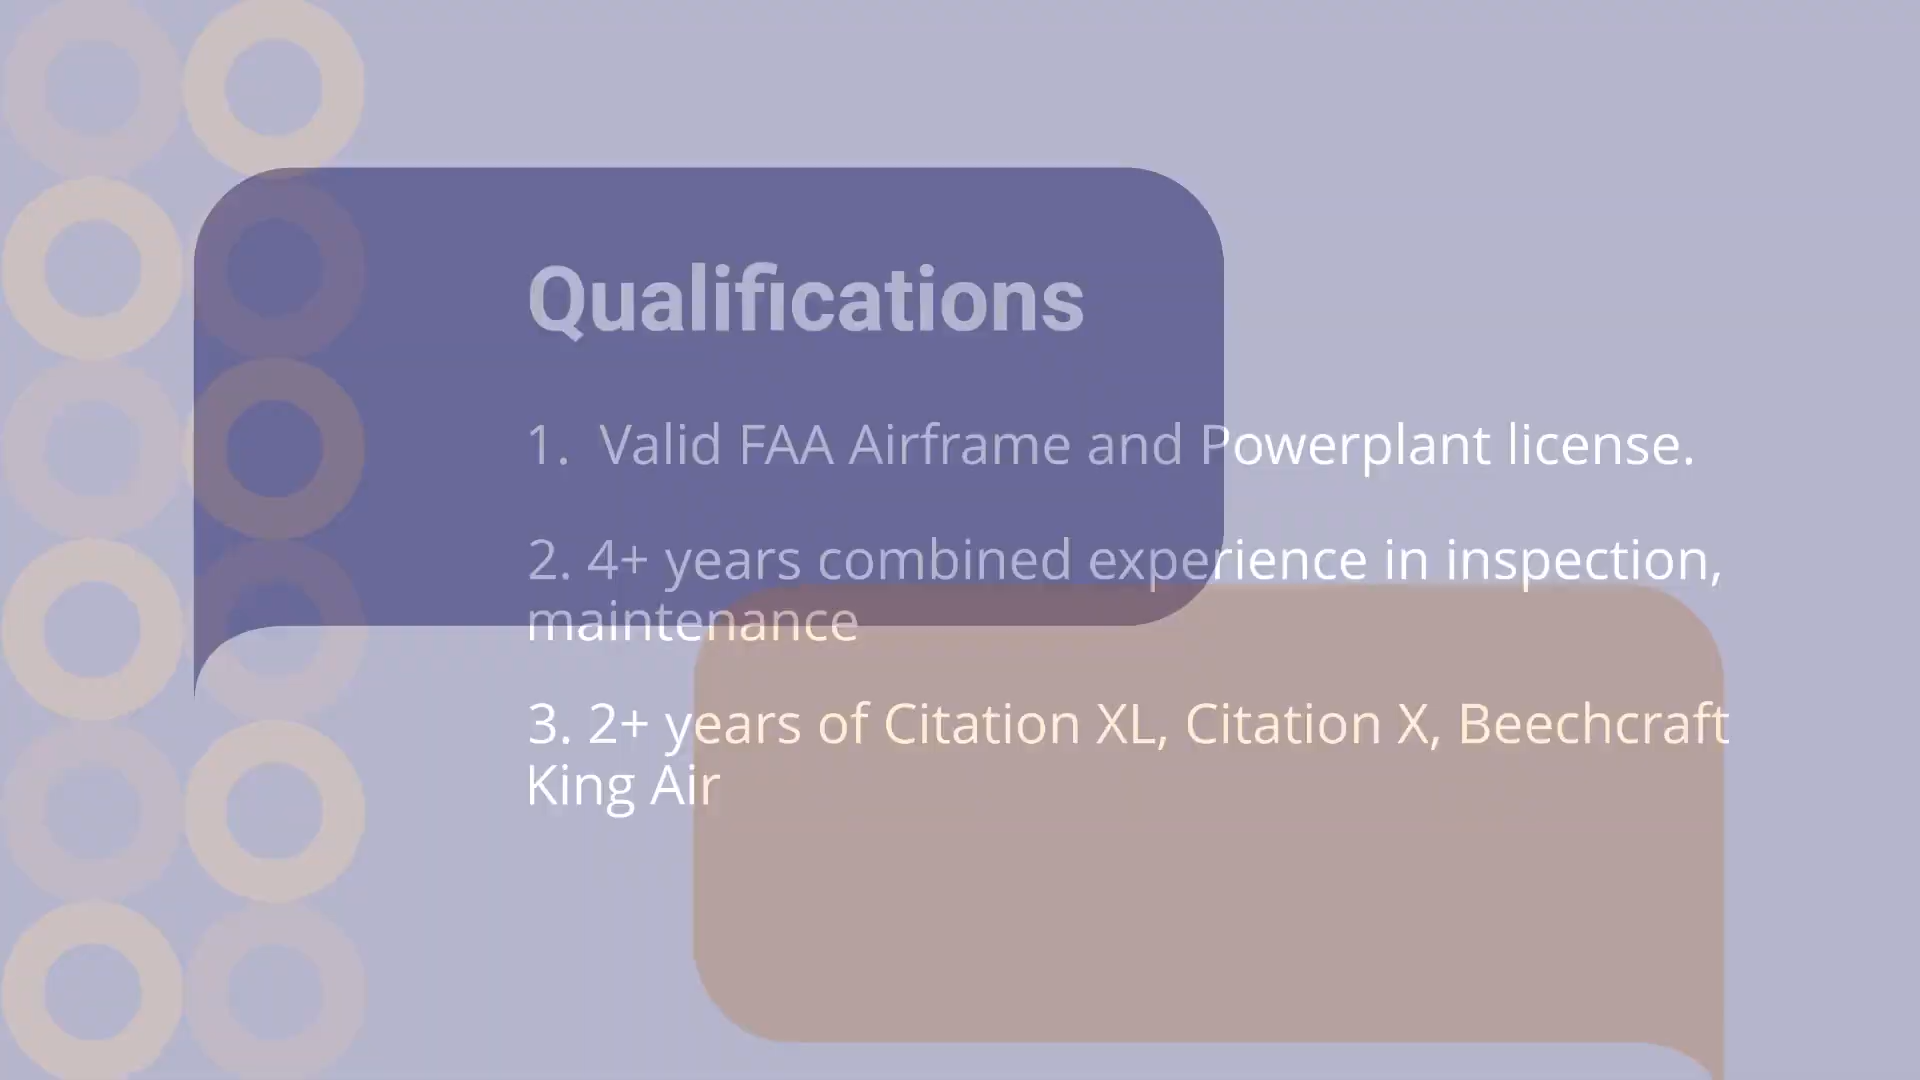 Qualifications
1. Valid FAA Airframe and Powerplant license.
2. 4+ years combined experience in inspection,
maintenance
3. 2+ years of Citation XL, Citation X, Beechcraft
King Air